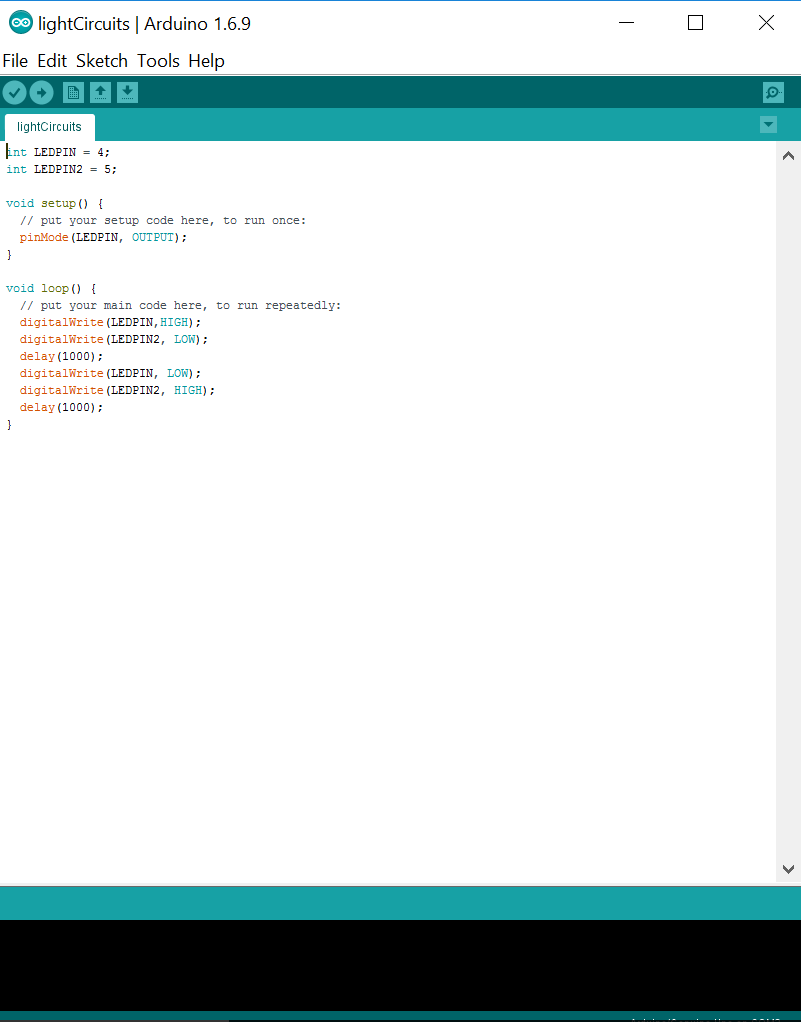 lightCircuits | Arduino 1.6.9
File Edit Sketch Tools Help
lightCircuits
int LEDPIN = 4;
int LEDPIN2 = 5;
void setup() {
// put your setup code here, to run once:
pinMode(LEDPIN, OUTPUT);
}
void loop() {
// put your main code here, to run repeatedly:
digitalWrite(LEDPIN,HIGH);
digitalWrite(LEDPIN2, LOW);
delay(1000);
digitalWrite(LEDPIN, LOW);
digitalWrite(LEDPIN2, HIGH);
delay(1000);
}